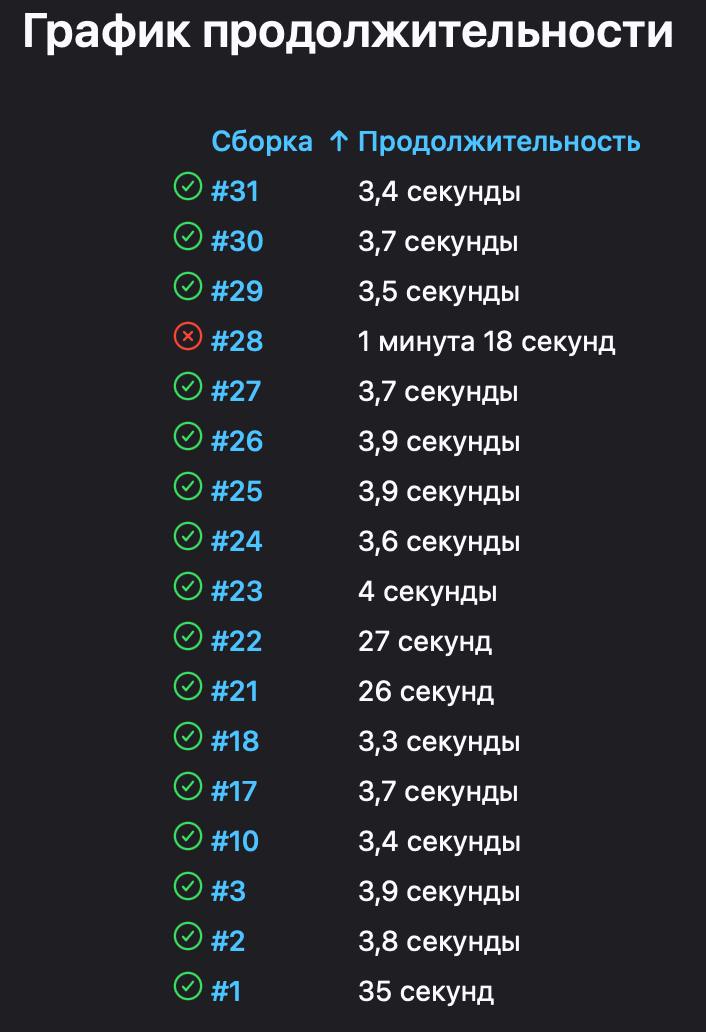 График продолжительности
Сборка ↑ Продолжительность
#31 3,4 секунды
#30 3,7 секунды
#29 3,5 секунды
#28 1 минута 18 секунд
#27 3,7 секунды
#26 3,9 секунды
#25 3,9 секунды
#24 3,6 секунды
#23 4 секунды
#22 27 секунд
#21 26 секунд
#18 3,3 секунды
#17 3,7 секунды
#10 3,4 секунды
#3 3,9 секунды
#2 3,8 секунды
#1 35 секунд